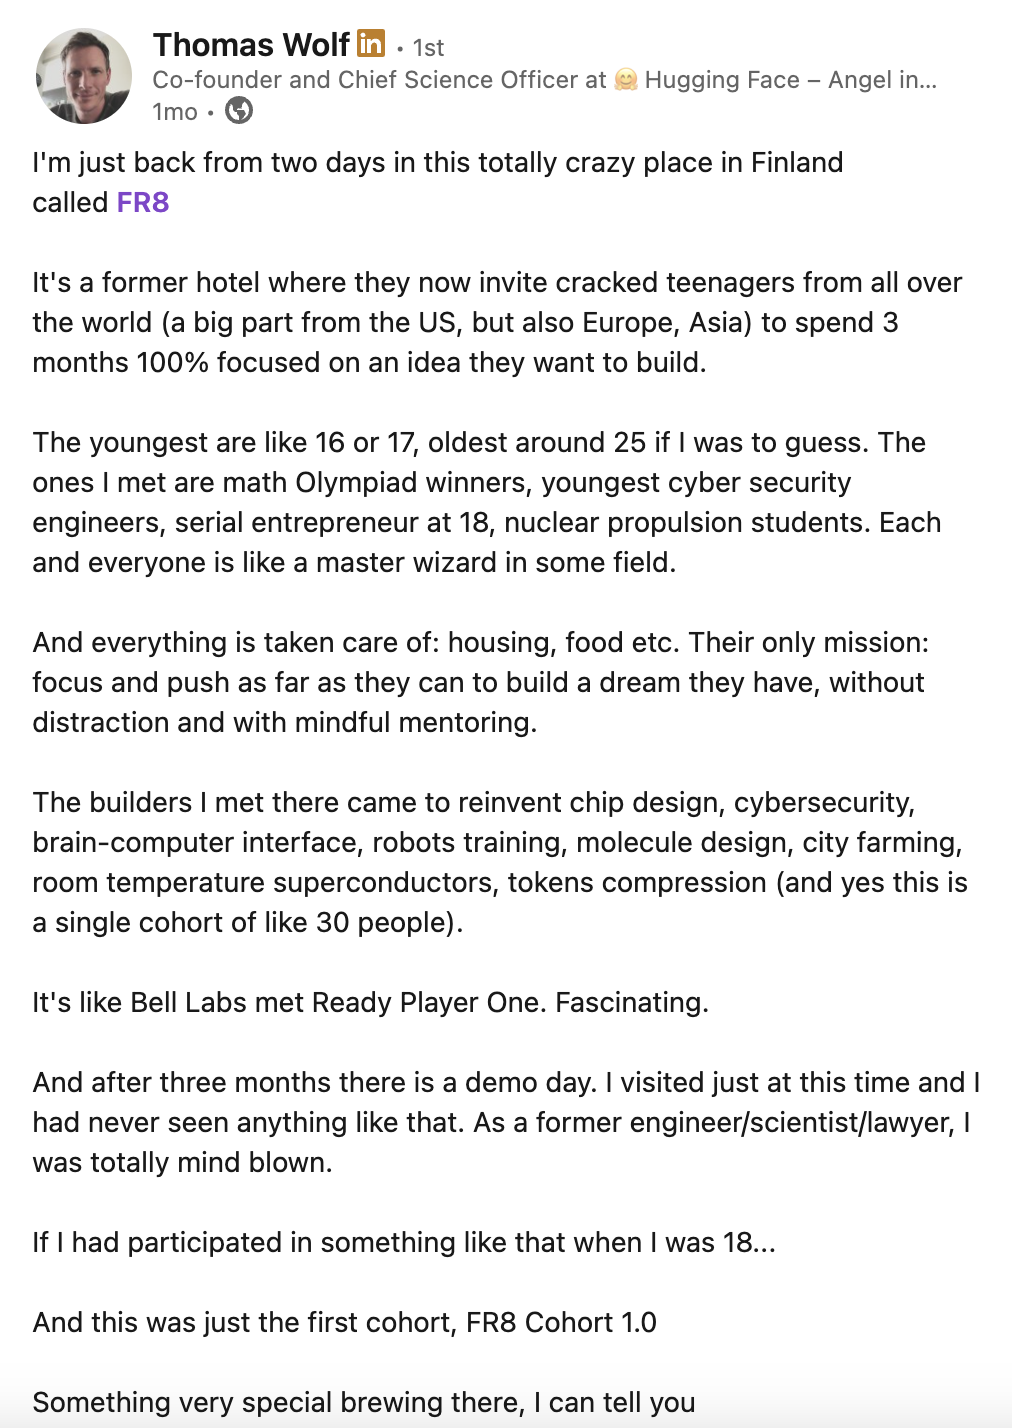 Thomas Wolf in • 1st
Co-founder and Chief Science Officer at 🤗 Hugging Face – Angel in...
1mo •
I'm just back from two days in this totally crazy place in Finland
called FR8
It's a former hotel where they now invite cracked teenagers from all over
the world (a big part from the US, but also Europe, Asia) to spend 3
months 100% focused on an idea they want to build.
The youngest are like 16 or 17, oldest around 25 if I was to guess. The
ones I met are math Olympiad winners, youngest cyber security
engineers, serial entrepreneur at 18, nuclear propulsion students. Each
and everyone is like a master wizard in some field.
And everything is taken care of: housing, food etc. Their only mission:
focus and push as far as they can to build a dream they have, without
distraction and with mindful mentoring.
The builders I met there came to reinvent chip design, cybersecurity,
brain-computer interface, robots training, molecule design, city farming,
room temperature superconductors, tokens compression (and yes this is
a single cohort of like 30 people).
It's like Bell Labs met Ready Player One. Fascinating.
And after three months there is a demo day. I visited just at this time and I
had never seen anything like that. As a former engineer/scientist/lawyer, I
was totally mind blown.
If I had participated in something like that when I was 18...
And this was just the first cohort, FR8 Cohort 1.0
Something very special brewing there, I can tell you